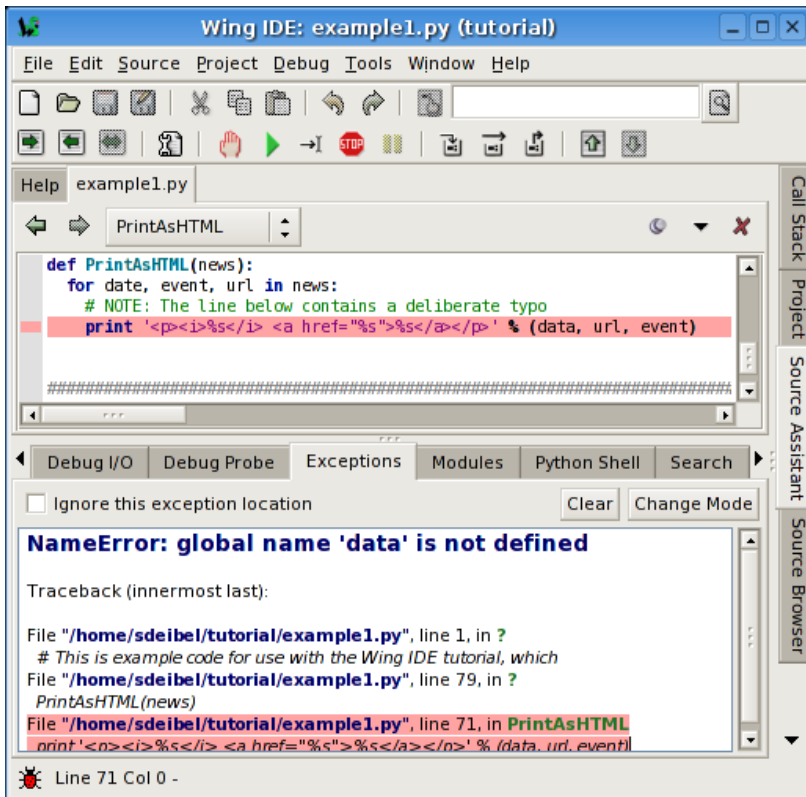 Wing IDE: example1.py (tutorial)
File Edit Source Project Debug Tools Window Help
STOP
Help example1.py
PrintAsHTML
def PrintAsHTML(news):
for date, event, url in news:
# NOTE: The line below contains a deliberate typo
print '<p><i>%s</i> <a href="%s">%s</a></p>' % (data, url, event)
##########################################################################
Debug I/O Debug Probe Exceptions Modules Python Shell Search
Ignore this exception location Clear Change Mode
NameError: global name 'data' is not defined
Traceback (innermost last):
File "/home/sdeibel/tutorial/example1.py", line 1, in ?
# This is example code for use with the Wing IDE tutorial, which
File "/home/sdeibel/tutorial/example1.py", line 79, in ?
PrintAsHTML(news)
File "/home/sdeibel/tutorial/example1.py", line 71, in PrintAsHTML
print '<p><i>%s</i> <a href="%s">%s</a></p>' % (data, url, event)
Line 71 Col 0 -
Call Stack
Project
Source Assistant
Source Browser